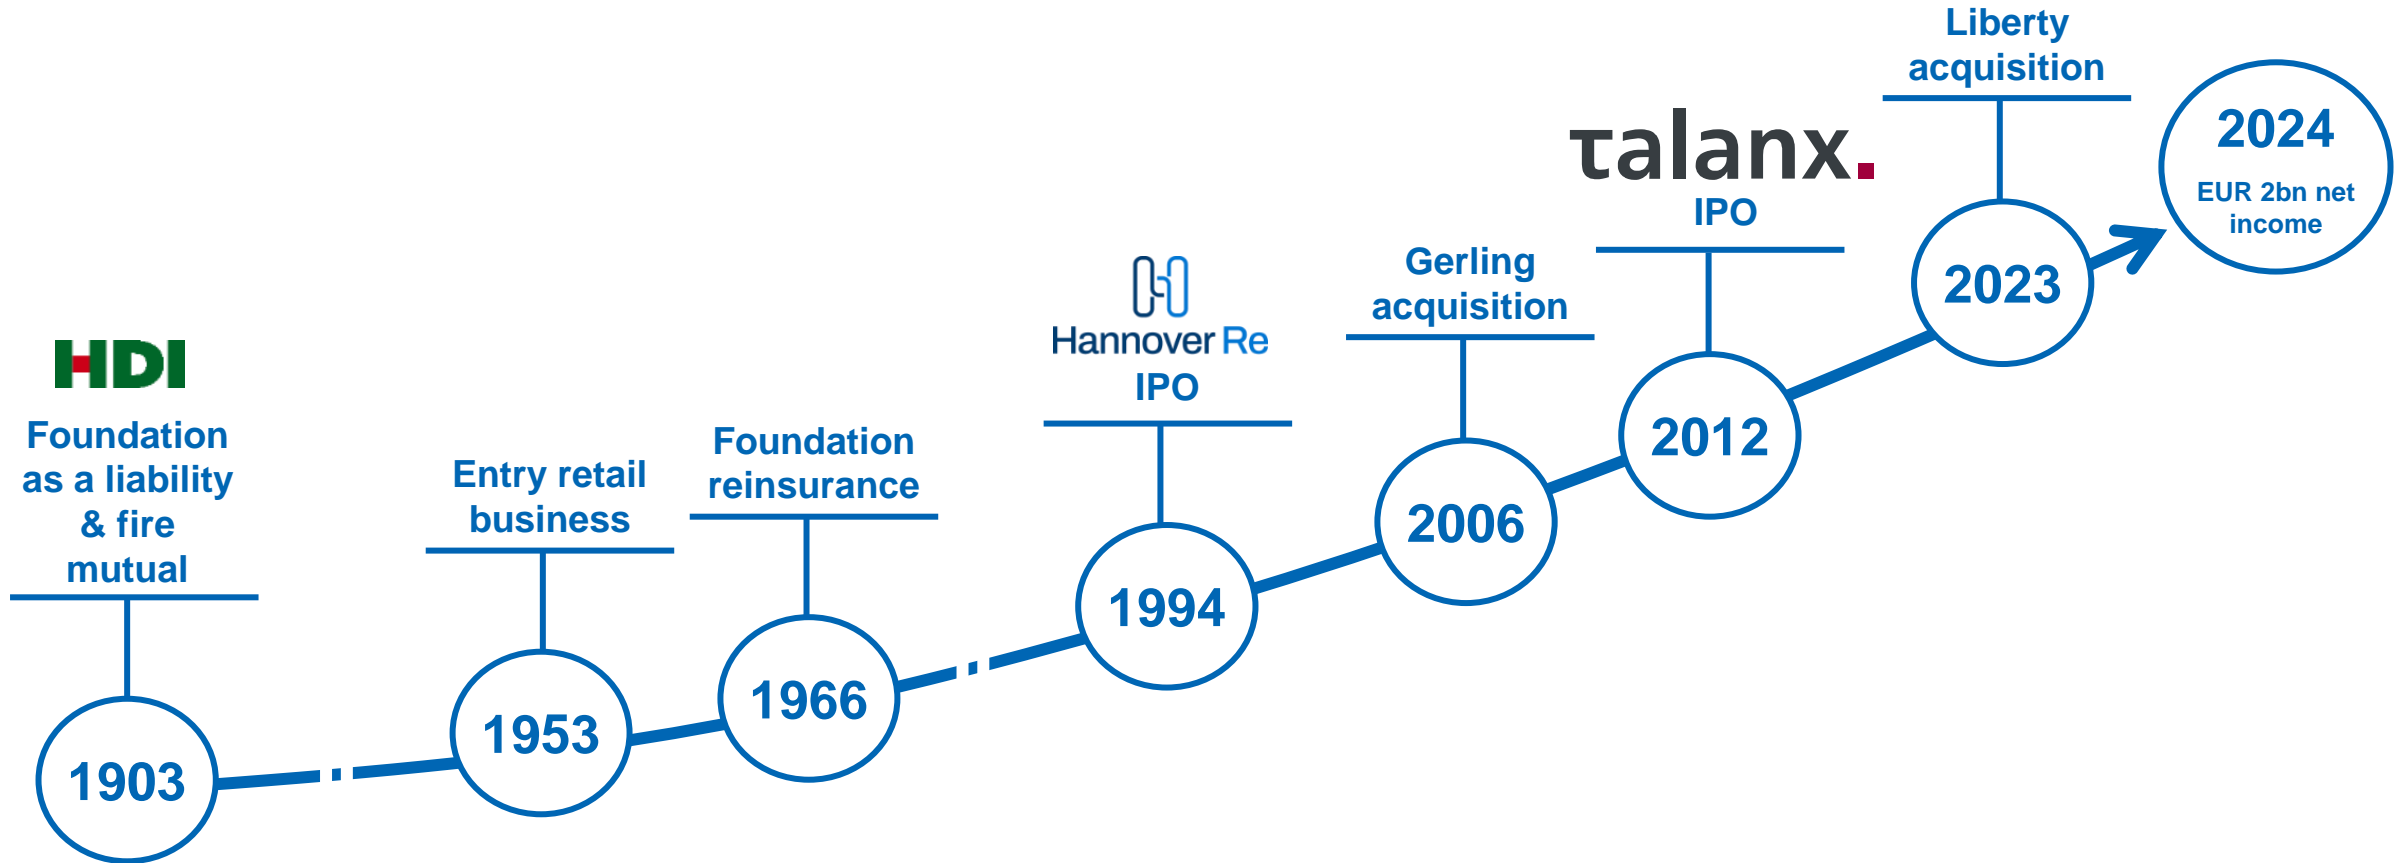 HDI
Foundation
as a liability
& fire
mutual
1903
Entry retail
business
1953
Foundation
reinsurance
1966
Hannover Re
IPO
1994
Gerling
acquisition
2006
talanx.
IPO
2012
Liberty
acquisition
2023
2024
EUR 2bn net
income